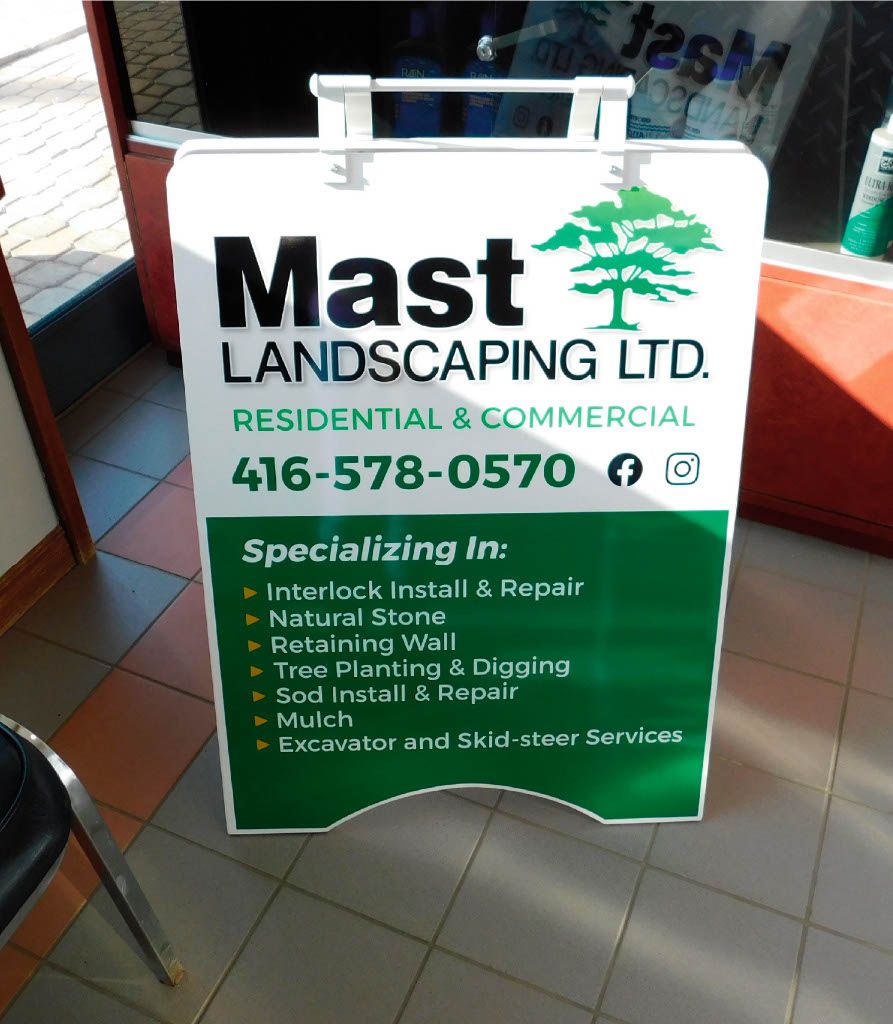 Mast
LANDSCAPING LTD.
RESIDENTIAL & COMMERCIAL
416-578-0570
Specializing In:
Interlock Install & Repair
Natural Stone
Retaining Wall
Tree Planting & Digging
Sod Install & Repair
Mulch
Excavator and Skid-steer Services